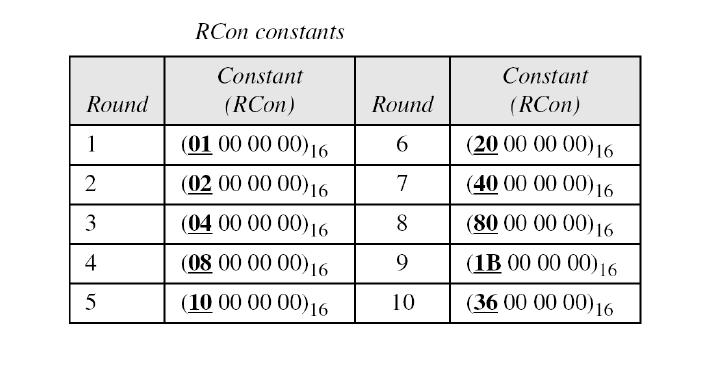 RCon constants
Round Constant (RCon) Round Constant (RCon)
1 (01 00 00 00)16 6 (20 00 00 00)16
2 (02 00 00 00)16 7 (40 00 00 00)16
3 (04 00 00 00)16 8 (80 00 00 00)16
4 (08 00 00 00)16 9 (1B 00 00 00)16
5 (10 00 00 00)16 10 (36 00 00 00)16